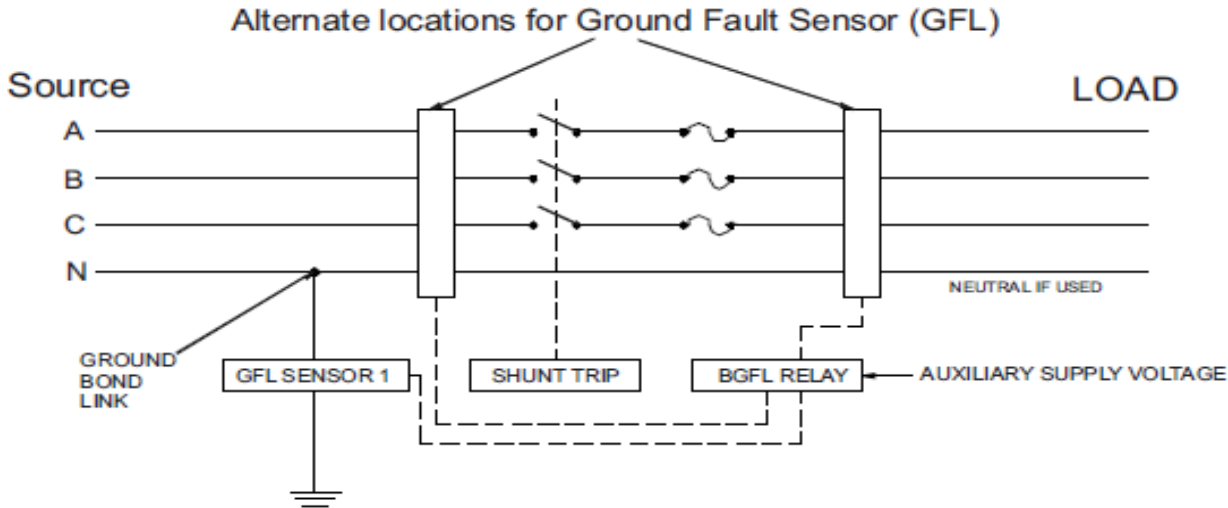 Alternate locations for Ground Fault Sensor (GFL)
Source
LOAD
A
B
C
N
NEUTRAL IF USED
GROUND
BOND
LINK
GFL SENSOR 1
SHUNT TRIP
BGFL RELAY
AUXILIARY SUPPLY VOLTAGE